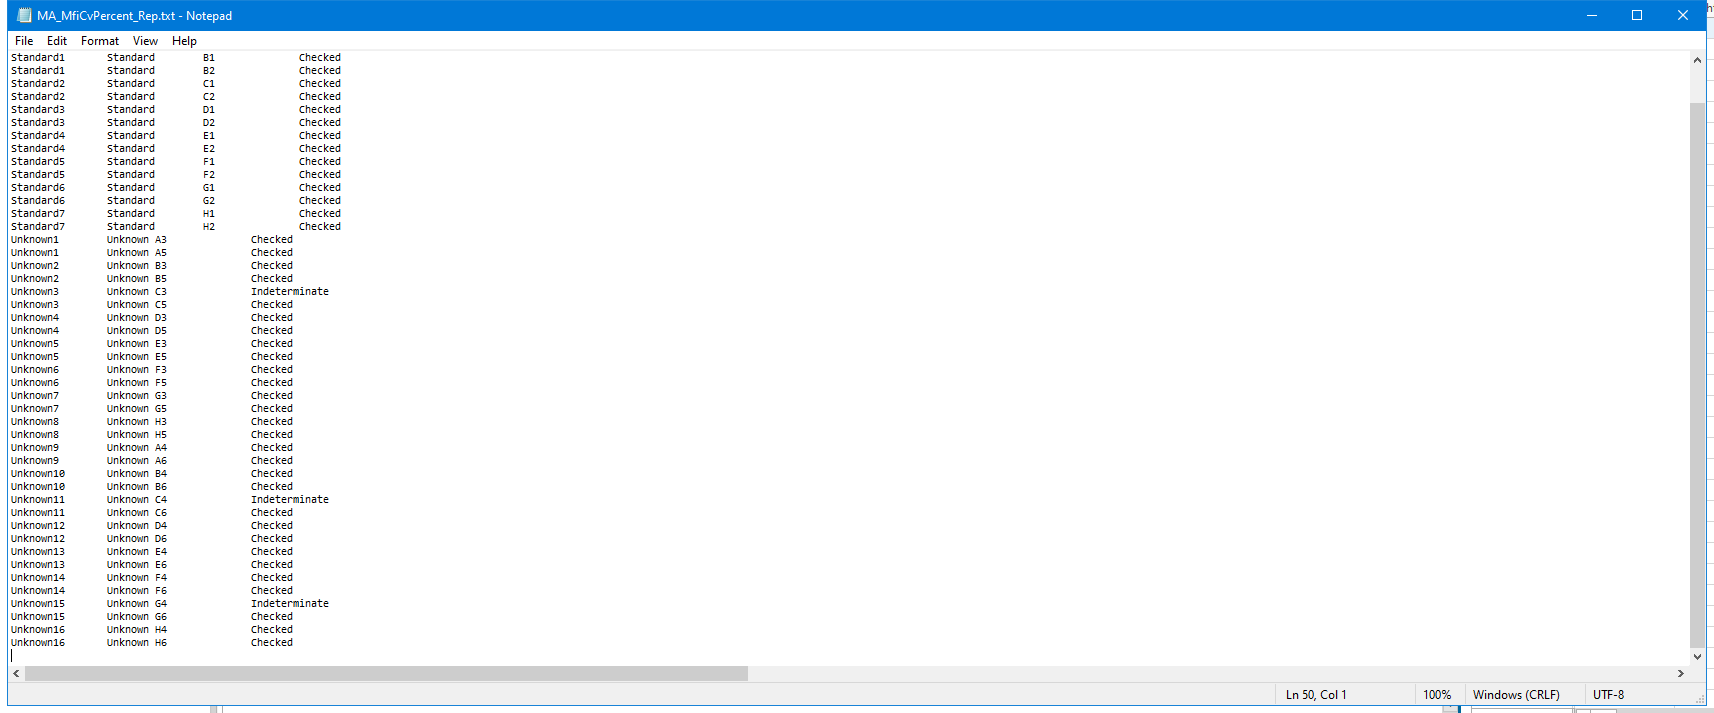 MA_MfiCvPercent_Rep.txt - Notepad
File Edit Format View Help
Standard1 Standard B1 Checked
Standard1 Standard B2 Checked
Standard2 Standard C1 Checked
Standard2 Standard C2 Checked
Standard3 Standard D1 Checked
Standard3 Standard D2 Checked
Standard4 Standard E1 Checked
Standard4 Standard E2 Checked
Standard5 Standard F1 Checked
Standard5 Standard F2 Checked
Standard6 Standard G1 Checked
Standard6 Standard G2 Checked
Standard7 Standard H1 Checked
Standard7 Standard H2 Checked
Unknown1 Unknown A3 Checked
Unknown1 Unknown A5 Checked
Unknown2 Unknown B3 Checked
Unknown2 Unknown B5 Checked
Unknown3 Unknown C3 Indeterminate
Unknown3 Unknown C5 Checked
Unknown4 Unknown D3 Checked
Unknown4 Unknown D5 Checked
Unknown5 Unknown E3 Checked
Unknown5 Unknown E5 Checked
Unknown6 Unknown F3 Checked
Unknown6 Unknown F5 Checked
Unknown7 Unknown G3 Checked
Unknown7 Unknown G5 Checked
Unknown8 Unknown H3 Checked
Unknown8 Unknown H5 Checked
Unknown9 Unknown A4 Checked
Unknown9 Unknown A6 Checked
Unknown10 Unknown B4 Checked
Unknown10 Unknown B6 Checked
Unknown11 Unknown C4 Indeterminate
Unknown11 Unknown C6 Checked
Unknown12 Unknown D4 Checked
Unknown12 Unknown D6 Checked
Unknown13 Unknown E4 Checked
Unknown13 Unknown E6 Checked
Unknown14 Unknown F4 Checked
Unknown14 Unknown F6 Checked
Unknown15 Unknown G4 Indeterminate
Unknown15 Unknown G6 Checked
Unknown16 Unknown H4 Checked
Unknown16 Unknown H6 Checked
Ln 50, Col 1 100% Windows (CRLF) UTF-8